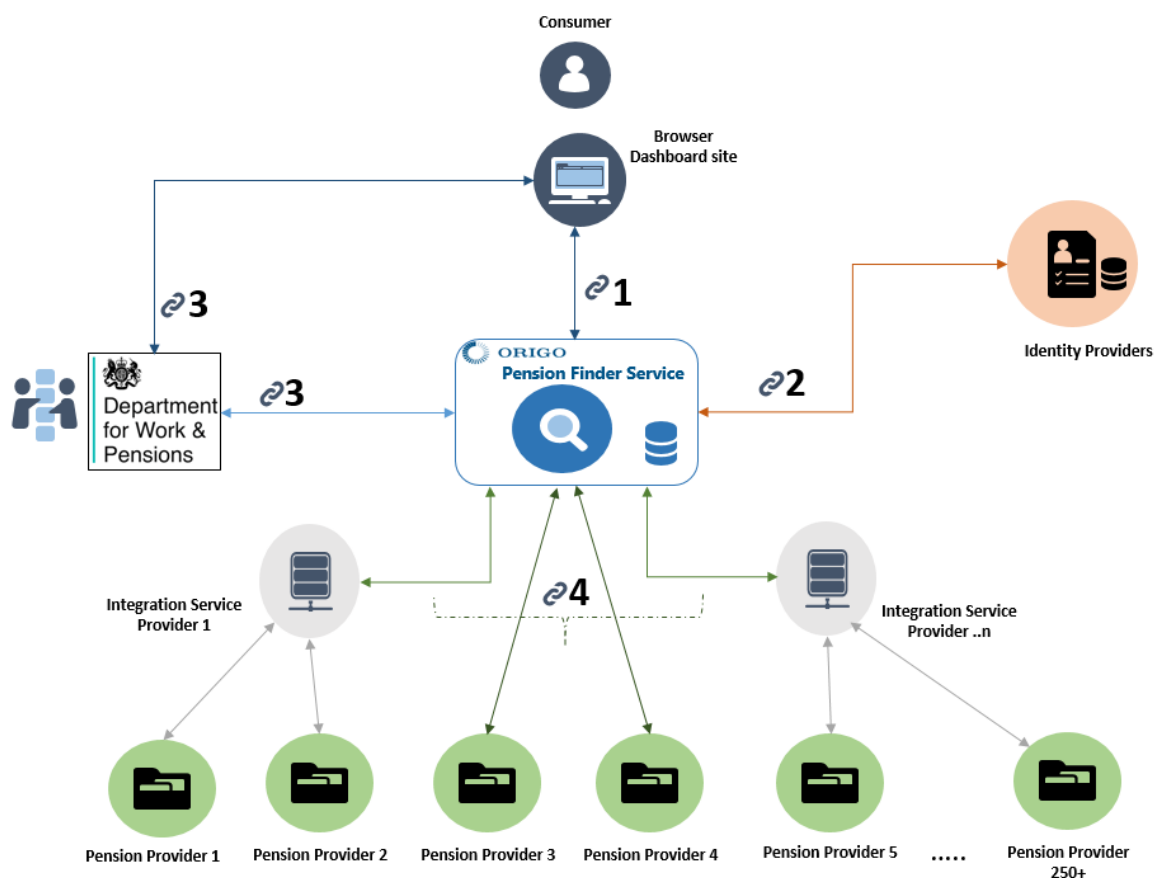 Consumer
Browser
Dashboard site
1
3
Identity Providers
ORIGO
Pension Finder Service
2
3
Department
for Work &
Pensions
4
Integration Service
Provider 1
Integration Service
Provider ..n
Pension Provider 1
Pension Provider 2
Pension Provider 3
Pension Provider 4
Pension Provider 5
.....
Pension Provider
250+